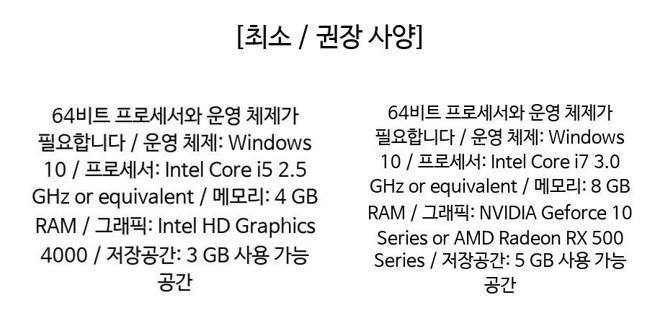 [최소 / 권장 사양]
64비트 프로세서와 운영 체제가
필요합니다 / 운영 체제: Windows
10 / 프로세서: Intel Core i5 2.5
GHz or equivalent / 메모리: 4 GB
RAM / 그래픽: Intel HD Graphics
4000 / 저장공간: 3 GB 사용 가능
공간
64비트 프로세서와 운영 체제가
필요합니다 / 운영 체제: Windows
10 / 프로세서: Intel Core i7 3.0
GHz or equivalent / 메모리: 8 GB
RAM / 그래픽: NVIDIA Geforce 10
Series or AMD Radeon RX 500
Series / 저장공간: 5 GB 사용 가능
공간